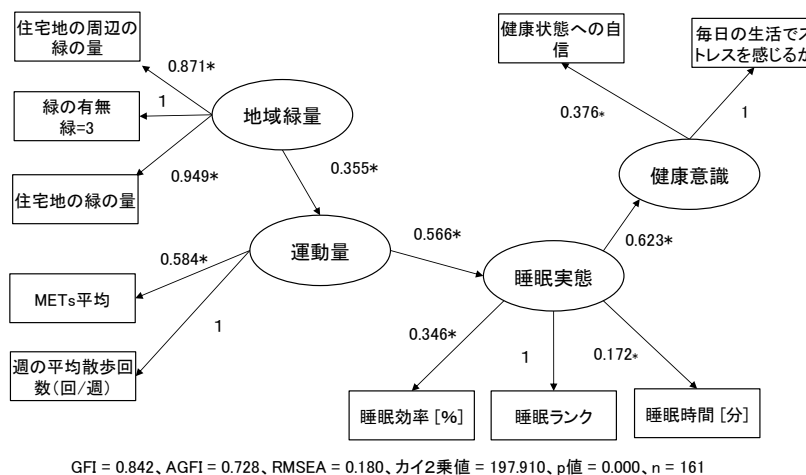 住宅地の周辺の
緑の量
0.871*
1
緑の有無
緑=3
0.949*
住宅地の緑の量
地域緑量
0.355*
健康状態への自
信
毎日の生活でス
トレスを感じるか
0.376*
1
健康意識
0.623*
運動量
0.566*
0.584*
METs平均
1
週の平均散歩回
数(回/週)
睡眠実態
0.346*
1
0.172*
睡眠効率[%]
睡眠ランク
睡眠時間[分]
GFI = 0.842、AGFI = 0.728、RMSEA = 0.180、カイ2乗値 = 197.910、p値 = 0.000、n = 161